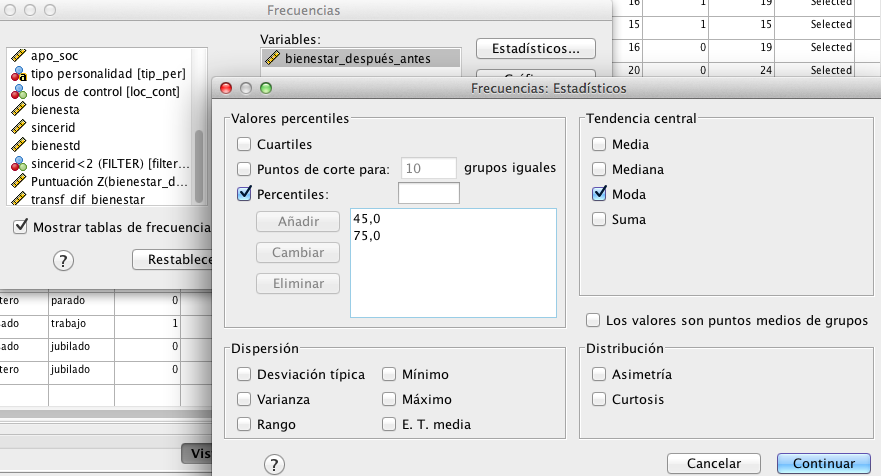 Frecuencias
16 1 19 Selected
15 1 15 Selected
16 0 19 Selected
20 0 24 Selected
apo_soc
tipo personalidad [tip_per]
locus de control [loc_cont]
bienesta
sincerid
bienestd
sincerid<2 (FILTER) [filter...
Puntuación Z(bienestar_d...
transf_dif_bienestar
Variables:
bienestar_después_antes
Estadísticos...
Mostrar tablas de frecuencia
?
Restablece
tero parado 0
ado trabajo 1
ado jubilado 0
tero jubilado 0
Vis
Frecuencias: Estadísticos
Valores percentiles
Cuartiles
Puntos de corte para: 10 grupos iguales
Percentiles:
Añadir
Cambiar
Eliminar
45,0
75,0
Tendencia central
Media
Mediana
Moda
Suma
Los valores son puntos medios de grupos
Dispersión
Desviación típica Mínimo
Varianza Máximo
Rango E. T. media
Distribución
Asimetría
Curtosis
?
Cancelar
Continuar